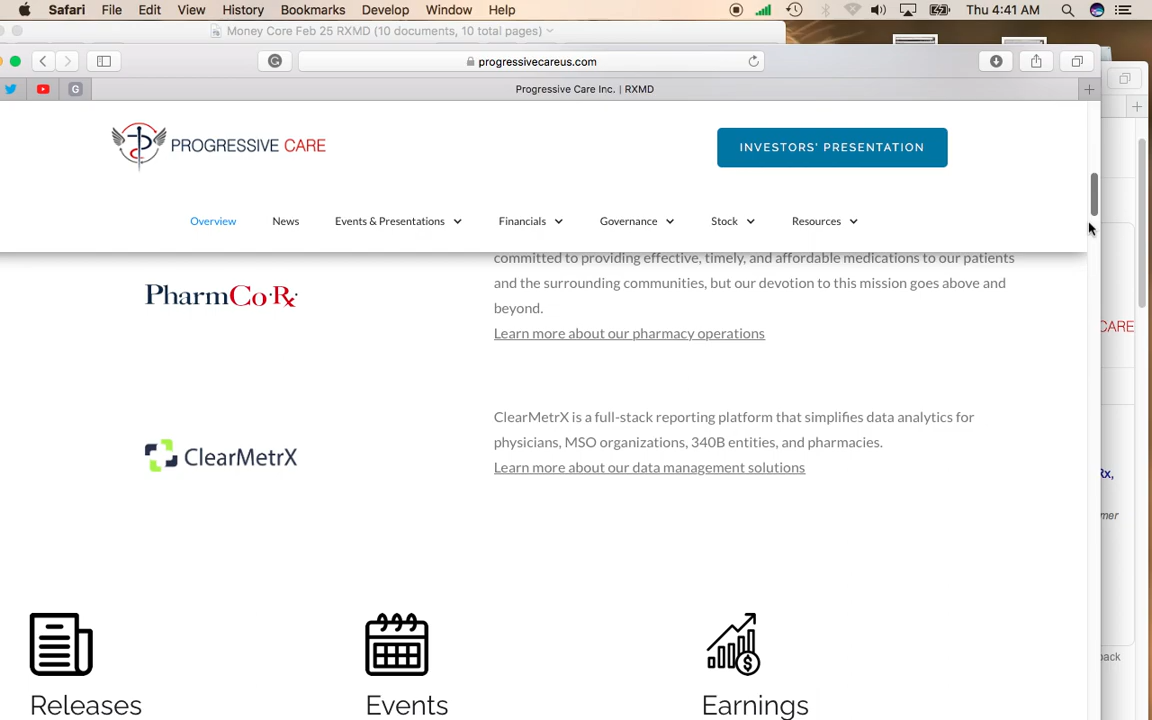 Safari File Edit View History Bookmarks Develop Window Help Thu 4:41 AM
Money Core Feb 25 RXMD (10 documents, 10 total pages)
progressivecareus.com
G Progressive Care Inc. | RXMD
PROGRESSIVE CARE
INVESTORS' PRESENTATION
Overview News Events & Presentations Financials Governance Stock Resources
committed to providing effective, timely, and affordable medications to our patients
PharmCo Rx
and the surrounding communities, but our devotion to this mission goes above and
beyond.
Learn more about our pharmacy operations
CARE
ClearMetrX is a full-stack reporting platform that simplifies data analytics for
physicians, MSO organizations, 340B entities, and pharmacies.
ClearMetrX
Learn more about our data management solutions
Rx,
mer
Releases
Events
Earnings